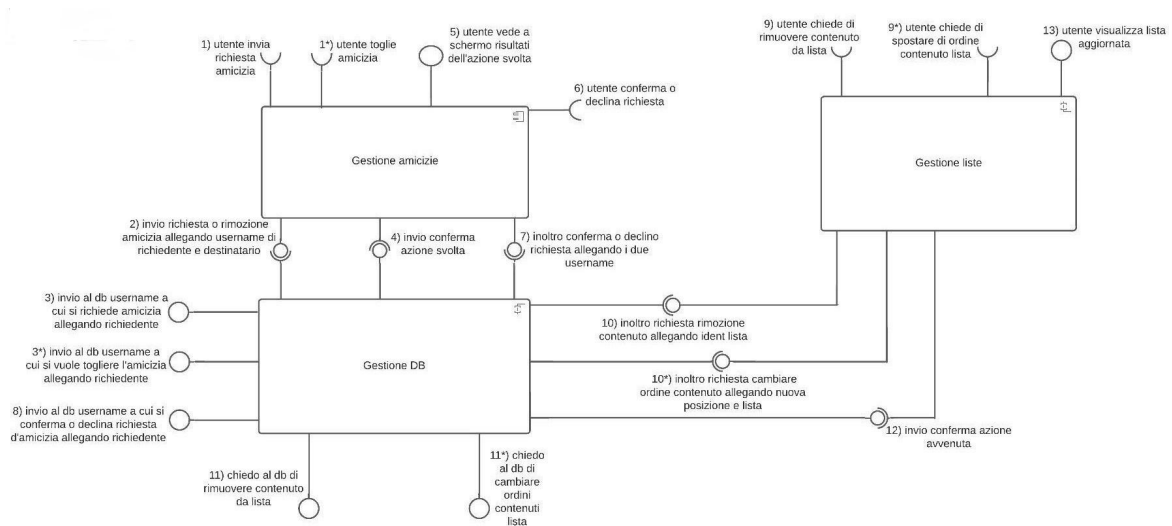 1) utente invia
richiesta
amicizia
1*) utente toglie
amicizia
5) utente vede a
schermo risultati
dell'azione svolta
6) utente conferma o
declina richiesta
9) utente chiede di
rimuovere contenuto
da lista
9*) utente chiede di
spostare di ordine
contenuto lista
13) utente visualizza lista
aggiornata
Gestione amicizie
Gestione liste
2) invio richiesta o rimozione
amicizia allegando username di
richiedente e destinatario
4) invio conferma
azione svolta
7) inoltro conferma o declino
richiesta allegando i due
username
3) invio al db username a
cui si richiede amicizia
allegando richiedente
3*) invio al db username a
cui si vuole togliere l'amicizia
allegando richiedente
8) invio al db username a cui si
conferma o declina richiesta
d'amicizia allegando richiedente
Gestione DB
10) inoltro richiesta rimozione
contenuto allegando ident lista
10*) inoltro richiesta cambiare
ordine contenuto allegando nuova
posizione e lista
12) invio conferma azione
avvenuta
11) chiedo al db di
rimuovere contenuto
da lista
11*) chiedo
al db di
cambiare
ordini
contenuti
lista